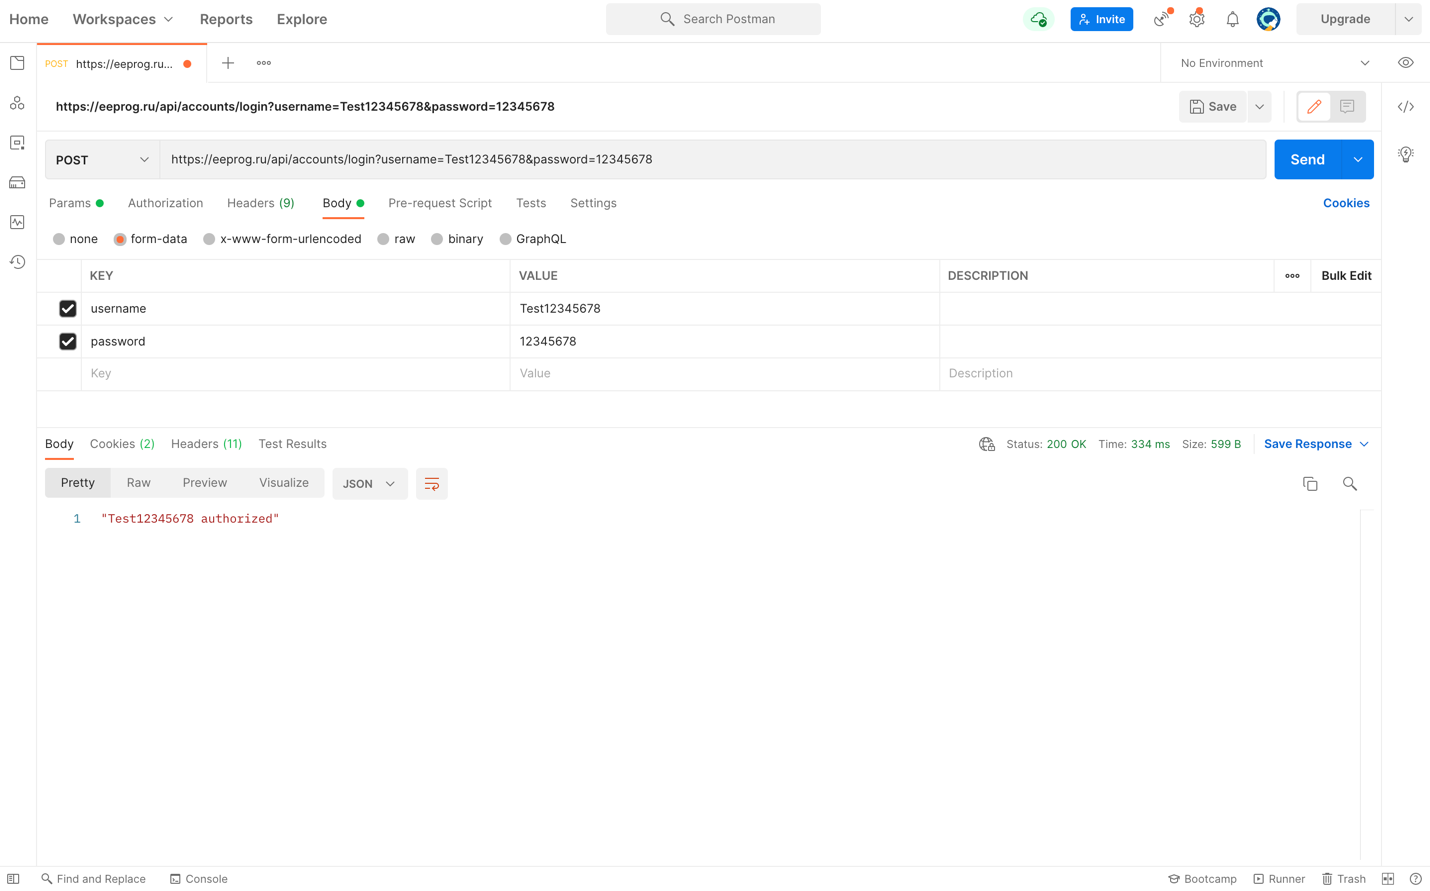 Home Workspaces Reports Explore Search Postman Invite Upgrade
POST https://eeprog.ru... No Environment
https://eeprog.ru/api/accounts/login?username=Test12345678&password=12345678 Save
POST https://eeprog.ru/api/accounts/login?username=Test12345678&password=12345678 Send
Params Authorization Headers (9) Body Pre-request Script Tests Settings Cookies
none form-data x-www-form-urlencoded raw binary GraphQL
KEY VALUE DESCRIPTION Bulk Edit
username Test12345678
password 12345678
Key Value Description
Body Cookies (2) Headers (11) Test Results Status: 200 OK Time: 334 ms Size: 599 B Save Response
Pretty Raw Preview Visualize JSON
1 "Test12345678 authorized"
Find and Replace Console Bootcamp Runner Trash